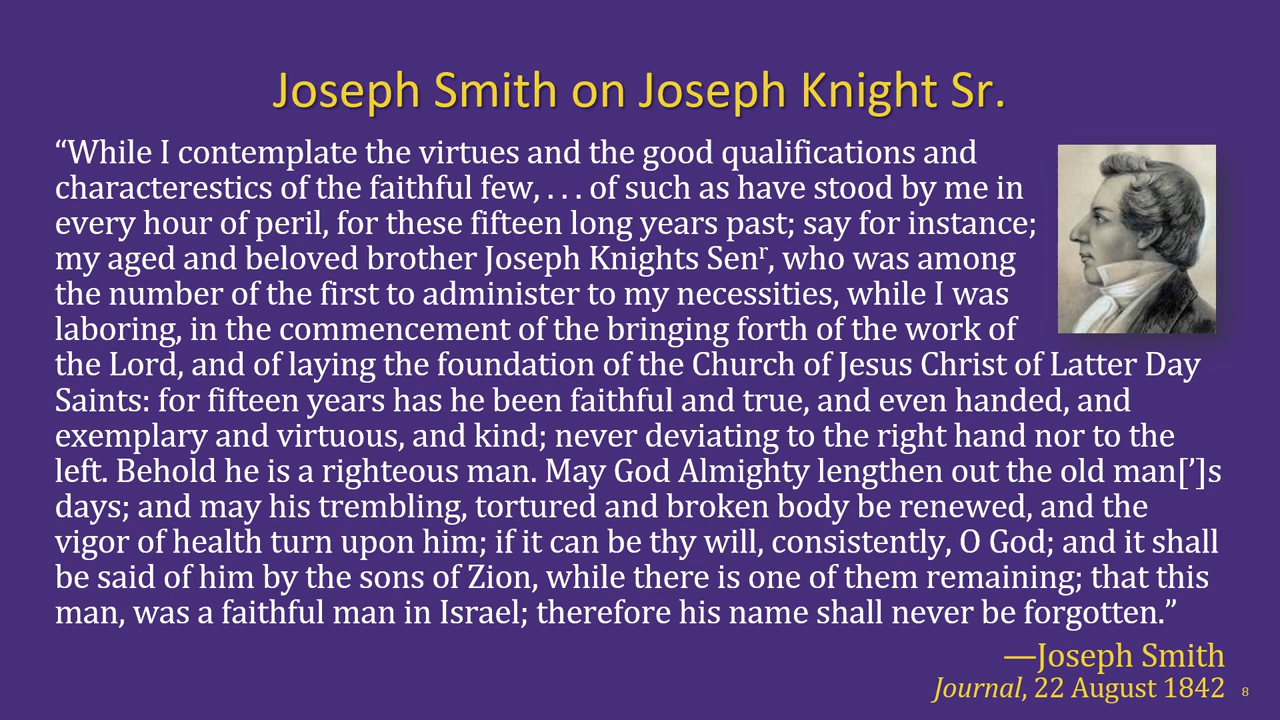 Joseph Smith on Joseph Knight Sr.
“While I contemplate the virtues and the good qualifications and
characterestics of the faithful few, . . . of such as have stood by me in
every hour of peril, for these fifteen long years past; say for instance;
my aged and beloved brother Joseph Knights Senʳ, who was among
the number of the first to administer to my necessities, while I was
laboring, in the commencement of the bringing forth of the work of
the Lord, and of laying the foundation of the Church of Jesus Christ of Latter Day
Saints: for fifteen years has he been faithful and true, and even handed, and
exemplary and virtuous, and kind; never deviating to the right hand nor to the
left. Behold he is a righteous man. May God Almighty lengthen out the old man[’]s
days; and may his trembling, tortured and broken body be renewed, and the
vigor of health turn upon him; if it can be thy will, consistently, O God; and it shall
be said of him by the sons of Zion, while there is one of them remaining; that this
man, was a faithful man in Israel; therefore his name shall never be forgotten.”
—Joseph Smith
Journal, 22 August 1842
8